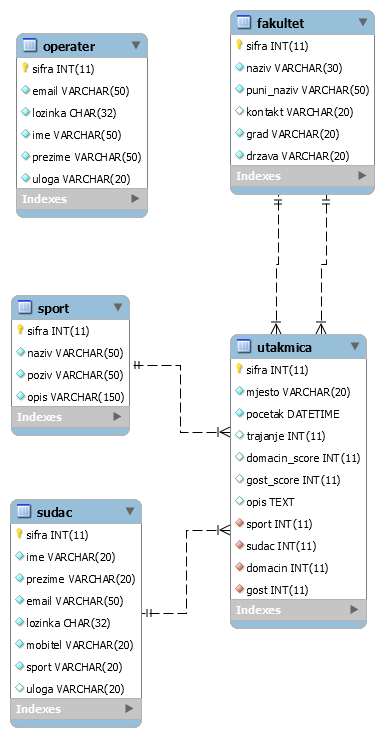 operater
sifra INT(11)
email VARCHAR(50)
lozinka CHAR(32)
ime VARCHAR(50)
prezime VARCHAR(50)
uloga VARCHAR(20)
Indexes
fakultet
sifra INT(11)
naziv VARCHAR(30)
puni_naziv VARCHAR(50)
kontakt VARCHAR(20)
grad VARCHAR(20)
drzava VARCHAR(20)
Indexes
sport
sifra INT(11)
naziv VARCHAR(50)
poziv VARCHAR(50)
opis VARCHAR(150)
Indexes
utakmica
sifra INT(11)
mjesto VARCHAR(20)
pocetak DATETIME
trajanje INT(11)
domacin_score INT(11)
gost_score INT(11)
opis TEXT
sport INT(11)
sudac INT(11)
domacin INT(11)
gost INT(11)
Indexes
sudac
sifra INT(11)
ime VARCHAR(20)
prezime VARCHAR(20)
email VARCHAR(50)
lozinka CHAR(32)
mobitel VARCHAR(20)
sport VARCHAR(20)
uloga VARCHAR(20)
Indexes